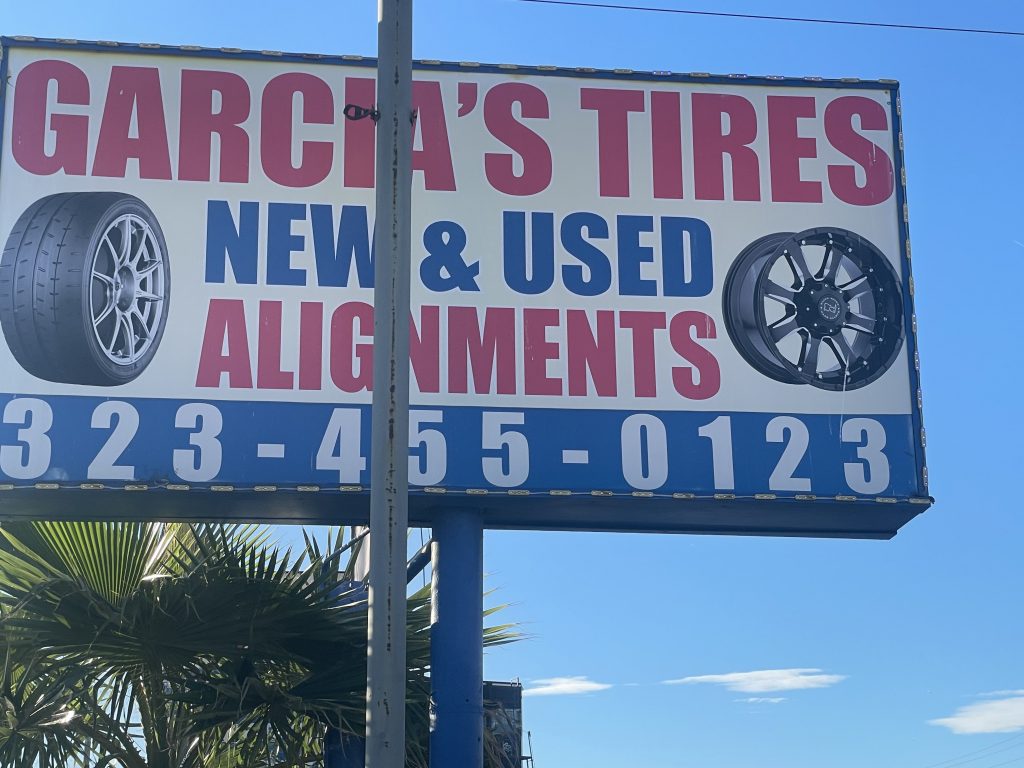 GARCIA'S TIRES
NEW & USED
ALIGNMENTS
323-455-0123